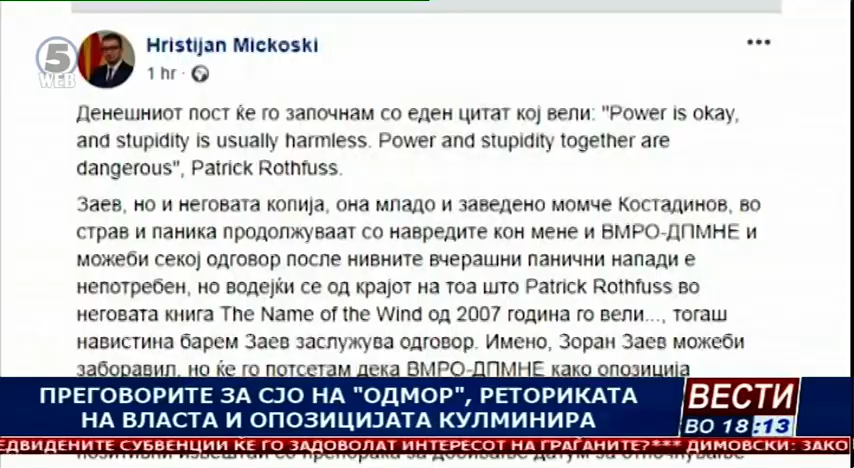 5
WEB
Hristijan Mickoski
1 hr ·
Денешниот пост ќе го започнам со еден цитат кој вели: "Power is okay,
and stupidity is usually harmless. Power and stupidity together are
dangerous", Patrick Rothfuss.
Заев, но и неговата копија, она младо и заведено момче Костадинов, во
страв и паника продолжуваат со навредите кон мене и ВМРО-ДПМНЕ и
можеби секој одговор после нивните вчерашни панични напади е
непотребен, но водејќи се од крајот на тоа што Patrick Rothfuss во
неговата книга The Name of the Wind од 2007 година го вели..., тогаш
навистина барем Заев заслужува одговор. Имено, Зоран Заев можеби
заборавил, но ќе го потсетам дека ВМРО-ДПМНЕ како опозиција
ПРЕГОВОРИТЕ ЗА СЈО НА "ОДМОР", РЕТОРИКАТА
НА ВЛАСТА И ОПОЗИЦИЈАТА КУЛМИНИРА
ВЕСТИ
ВО 18:13
ЕДВИДЕНИТЕ СУБВЕНЦИИ ЌЕ ГО ЗАДОВОЛАТ ИНТЕРЕСОТ НА ГРАЃАНИТЕ?*** ДИМОВСКИ: ЗАКО